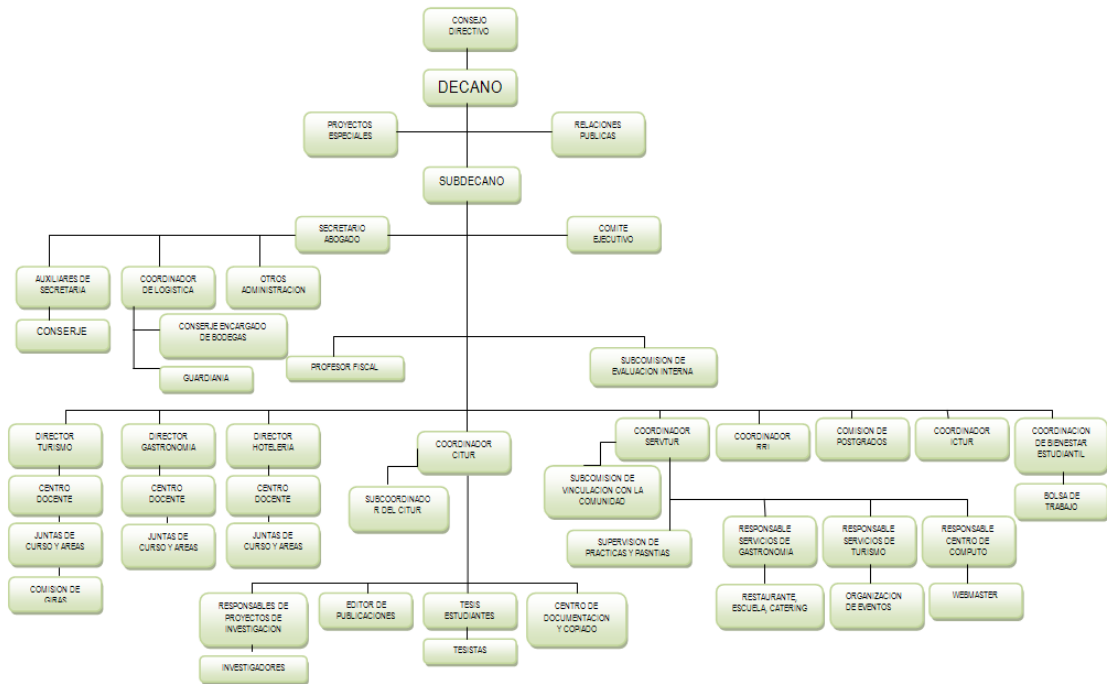 CONSEJO
DIRECTIVO
DECANO
PROYECTOS
ESPECIALES
RELACIONES
PUBLICAS
SUBDECANO
SECRETARIO
ABOGADO
COMITE
EJECUTIVO
AUXILIARES DE
SECRETARIA
COORDINADOR
DE LOGISTICA
OTROS
ADMINISTRACION
CONSERJE
CONSERJE ENCARGADO
DE BODEGAS
GUARDIANIA
PROFESOR FISCAL
SUBCOMISION DE
EVALUACION INTERNA
DIRECTOR
TURISMO
DIRECTOR
GASTRONOMIA
DIRECTOR
HOTELERIA
COORDINADOR
CITUR
COORDINADOR
SERVTUR
COORDINADOR
RRI
COMISION DE
POSTGRADOS
COORDINADOR
ICTUR
COORDINACION
DE BIENESTAR
ESTUDIANTIL
CENTRO
DOCENTE
CENTRO
DOCENTE
CENTRO
DOCENTE
SUBCOORDINADO
R DEL CITUR
SUBCOMISION DE
VINCULACION CON LA
COMUNIDAD
BOLSA DE
TRABAJO
JUNTAS DE
CURSO Y AREAS
JUNTAS DE
CURSO Y AREAS
JUNTAS DE
CURSO Y AREAS
SUPERVISION DE
PRACTICAS Y PASNTIAS
RESPONSABLE
SERVICIOS DE
GASTRONOMIA
RESPONSABLE
SERVICIOS DE
TURISMO
RESPONSABLE
CENTRO DE
COMPUTO
COMISION DE
GIRAS
RESTAURANTE,
ESCUELA, CATERING
ORGANIZACION
DE EVENTOS
WEBMASTER
RESPONSABLES DE
PROYECTOS DE
INVESTIGACION
EDITOR DE
PUBLICACIONES
TESIS
ESTUDIANTES
CENTRO DE
DOCUMENTACION
Y COPIADO
INVESTIGADORES
TESISTAS